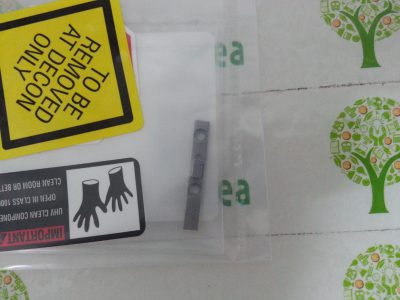 TO BE
REMOVED
AT DECON
ONLY
IMPORTANT
UHV CLEAN COMPONE
OPEN IN CLASS 100
CLEAN ROOM OR BET
ea
ea